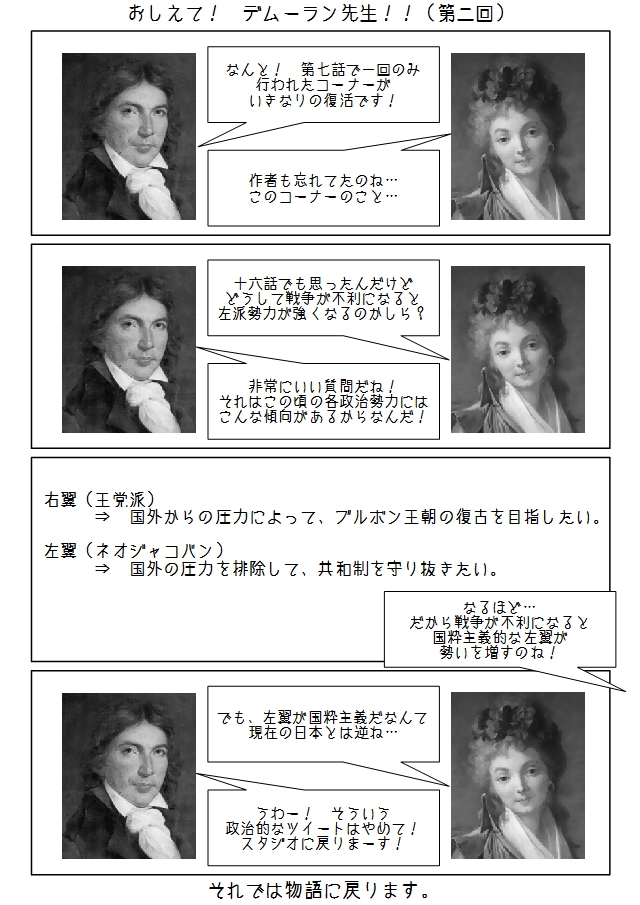 おしえて！　デムーラン先生！！（第二回）
なんと！　第七話で一回のみ
行われたコーナーが
いきなりの復活です！
作者も忘れてたのね…
このコーナーのこと…
十六話でも思ったんだけど
どうして戦争が不利になると
左派勢力が強くなるのかしら？
非常にいい質問だね！
それはこの頃の各政治勢力には
こんな傾向があるからなんだ！
右翼（王党派）
⇒　国外からの圧力によって、ブルボン王朝の復古を目指したい。
左翼（ネオジャコバン）
⇒　国外の圧力を排除して、共和制を守り抜きたい。
なるほど…
だから戦争が不利になると
国粋主義的な左翼が
勢いを増すのね！
でも、左翼が国粋主義だなんて
現在の日本とは逆ね…
うわー！　そういう
政治的なツイートはやめて！
スタジオに戻りまーす！
それでは物語に戻ります。